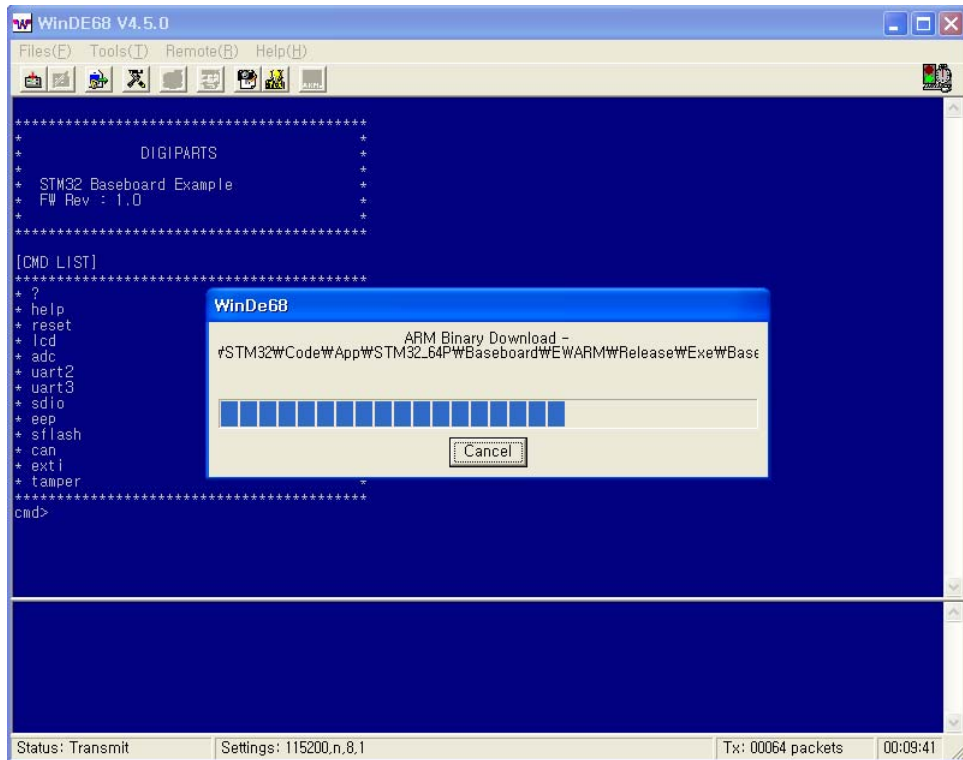 WinDE68 V4.5.0
Files(F) Tools(T) Remote(R) Help(H)
******************************************
* *
* DIGIPARTS *
* *
* STM32 Baseboard Example *
* FW Rev : 1.0 *
* *
******************************************
[CMD LIST]
******************************************
* ?
* help
* reset
* lcd
* adc
* uart2
* uart3
* sdio
* eep
* sflash
* can
* exti
* tamper *
******************************************
cmd>
WinDe68
ARM Binary Download -
₩STM32₩Code₩App₩STM32_64P₩Baseboard₩EWARM₩Release₩Exe₩Base
Cancel
Status: Transmit
Settings: 115200,n,8,1
Tx: 00064 packets
00:09:41